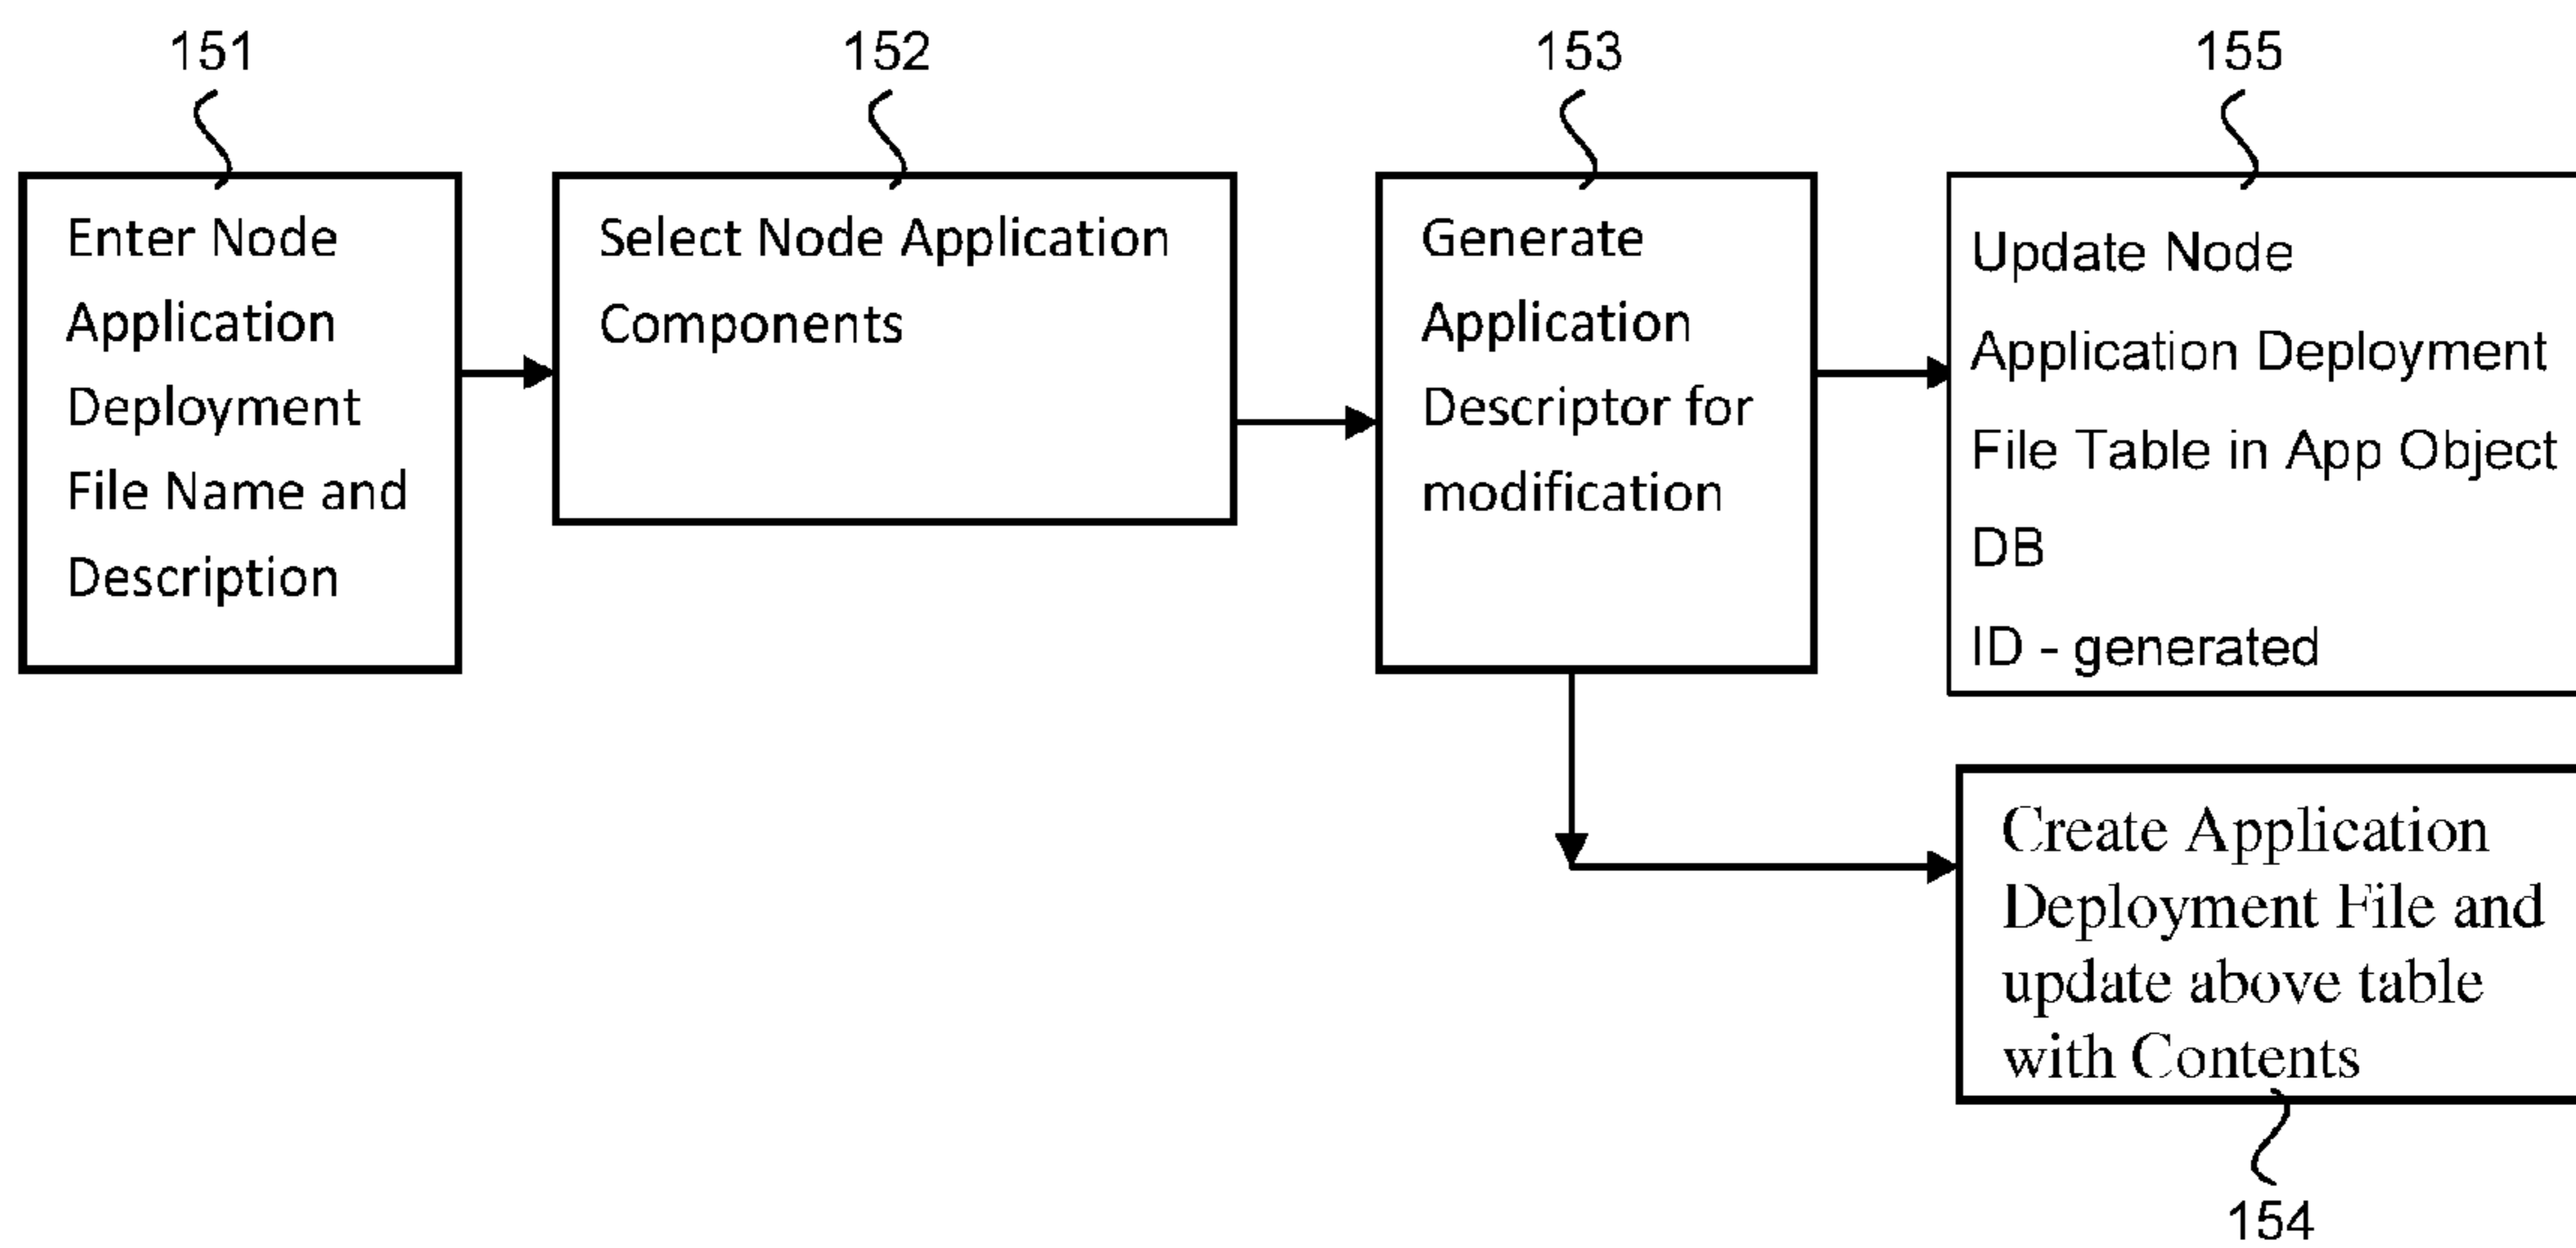 151
152
153
155
Enter Node
Application
Deployment
File Name and
Description
Select Node Application
Components
Generate
Application
Descriptor for
modification
Update Node
Application Deployment
File Table in App Object
DB
ID - generated
Create Application
Deployment File and
update above table
with Contents
154